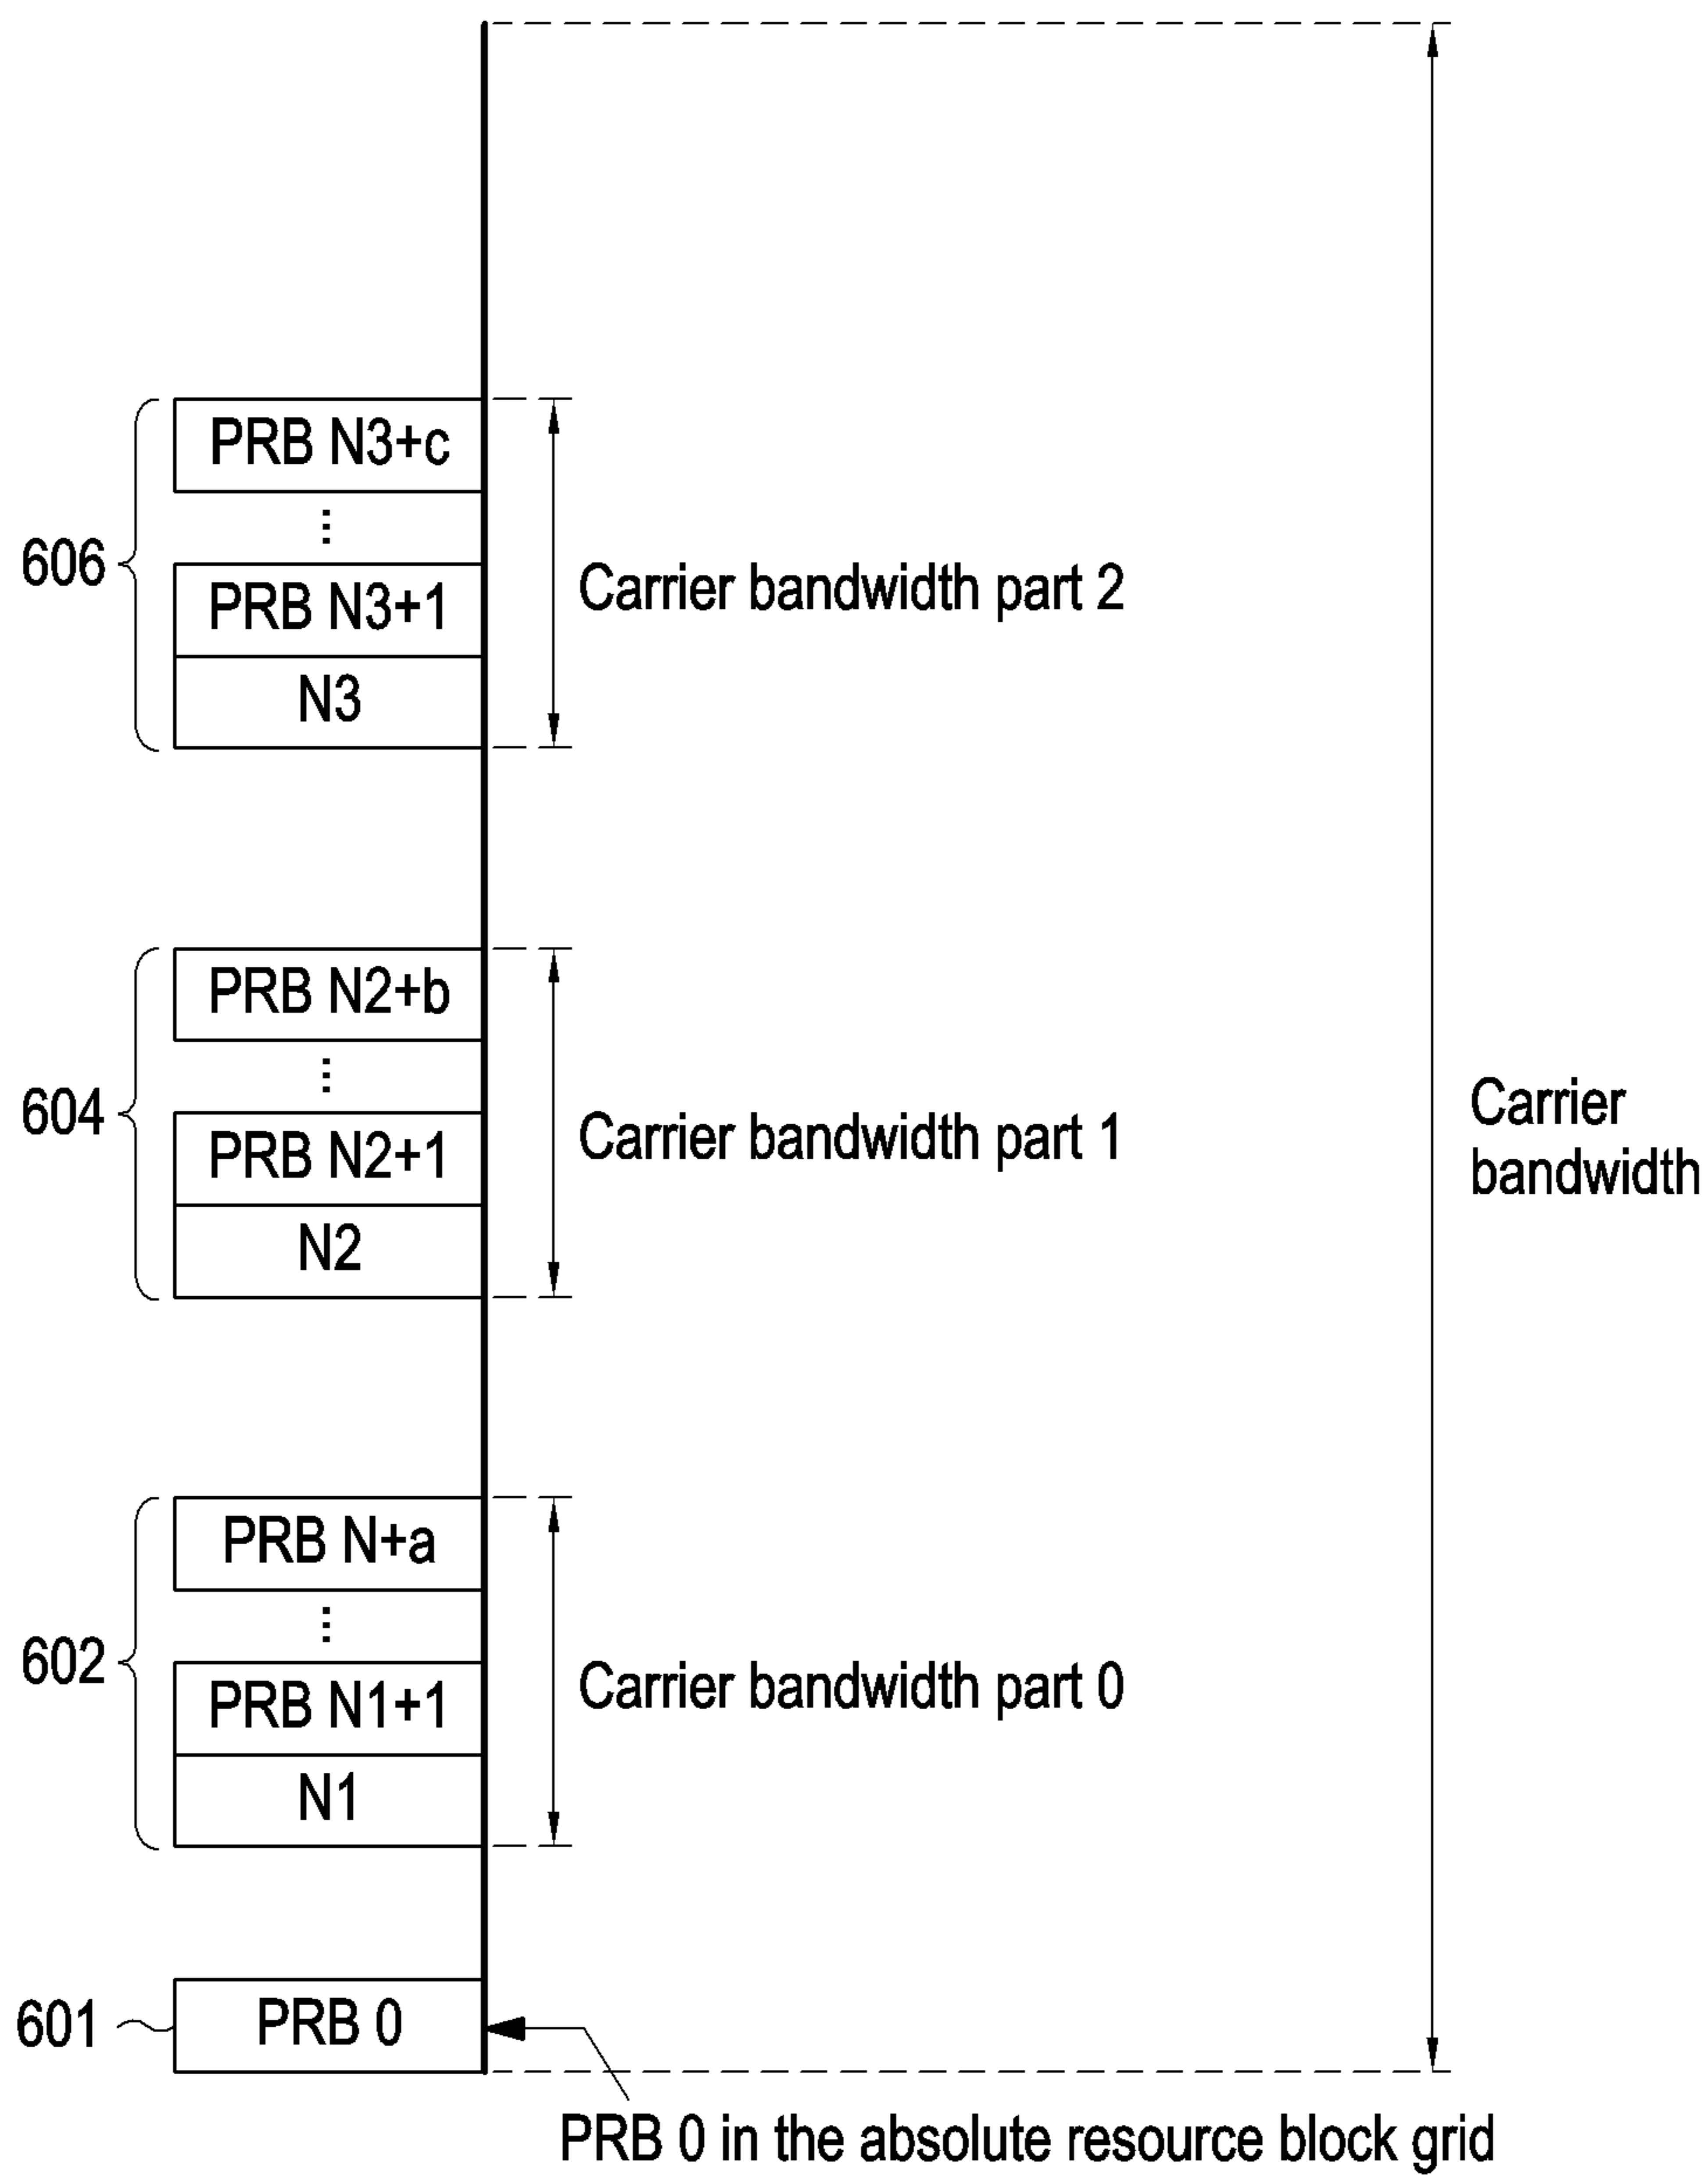 PRB N3+c
⋮
606
PRB N3+1
Carrier bandwidth part 2
N3
PRB N2+b
⋮
604
PRB N2+1
Carrier bandwidth part 1
N2
Carrier
bandwidth
PRB N+a
⋮
602
PRB N1+1
Carrier bandwidth part 0
N1
601
PRB 0
PRB 0 in the absolute resource block grid